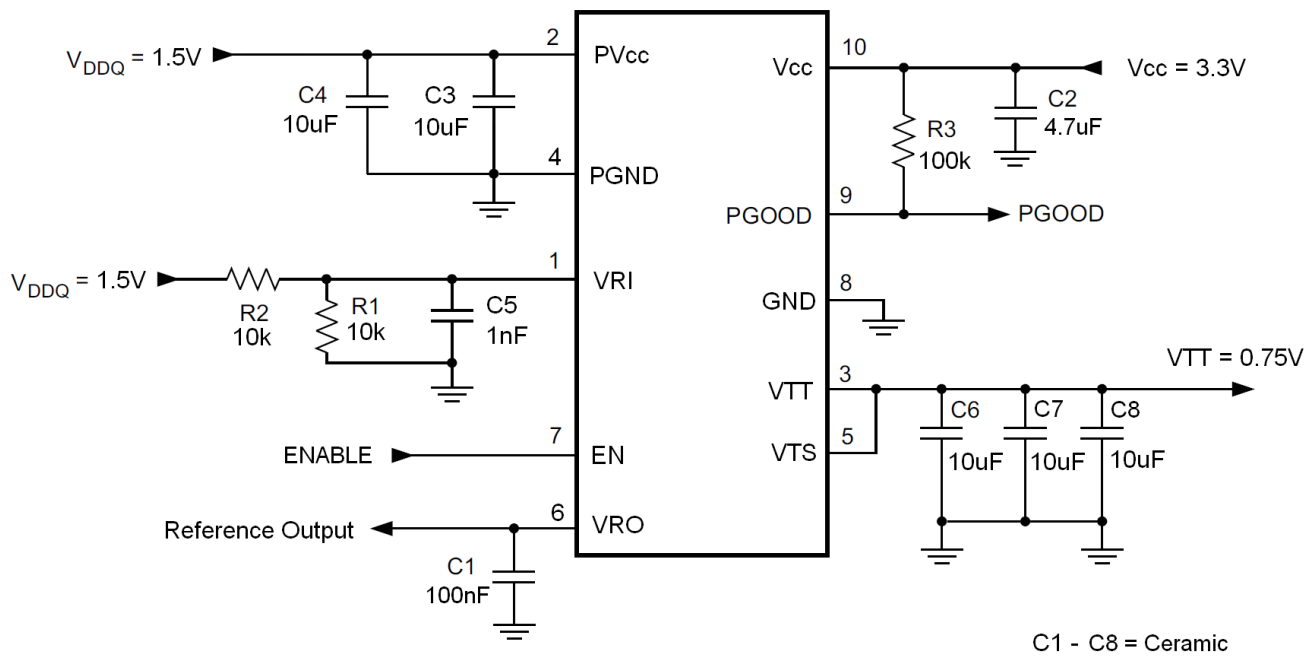 V_DDQ = 1.5V
2
PVcc
C4
10uF
C3
10uF
4
PGND
V_DDQ = 1.5V
1
VRI
R2
10k
R1
10k
C5
1nF
ENABLE
7
EN
Reference Output
6
VRO
C1
100nF
10
Vcc
Vcc = 3.3V
R3
100k
C2
4.7uF
9
PGOOD
PGOOD
8
GND
VTT = 0.75V
3
VTT
5
VTS
C6
10uF
C7
10uF
C8
10uF
C1 - C8 = Ceramic